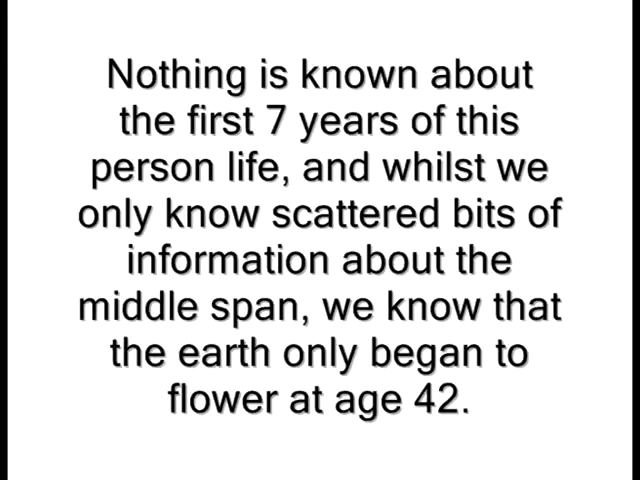 Nothing is known about
the first 7 years of this
person life, and whilst we
only know scattered bits of
information about the
middle span, we know that
the earth only began to
flower at age 42.